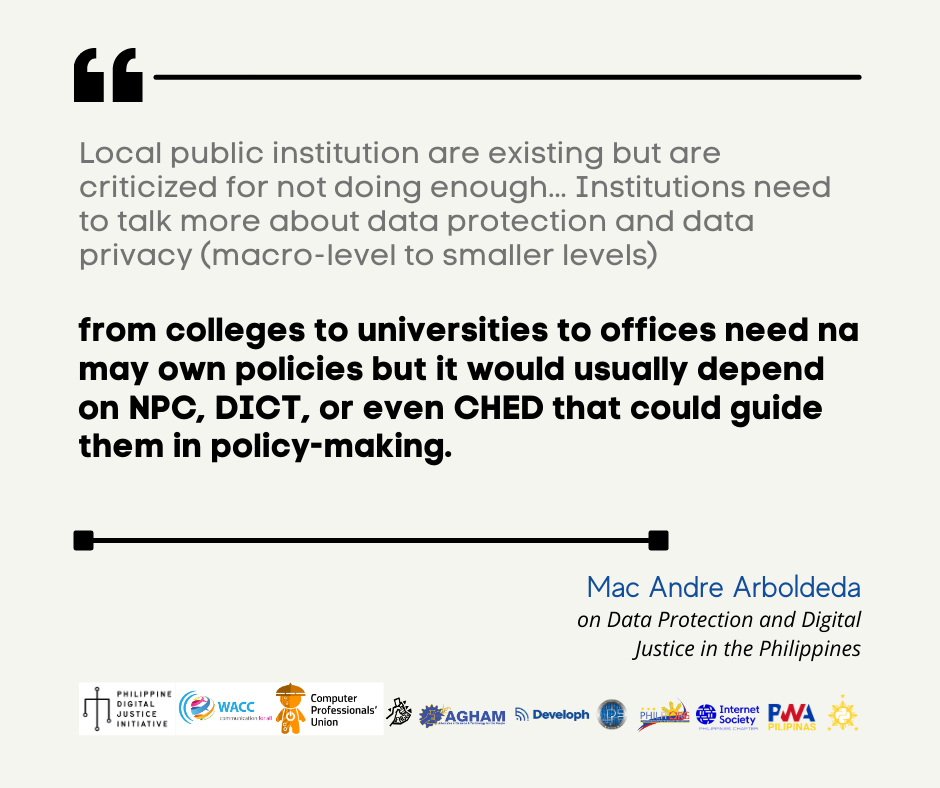 Local public institution are existing but are
criticized for not doing enough... Institutions need
to talk more about data protection and data
privacy (macro-level to smaller levels)
from colleges to universities to offices need na
may own policies but it would usually depend
on NPC, DICT, or even CHED that could guide
them in policy-making.
Mac Andre Arboldeda
on Data Protection and Digital
Justice in the Philippines
PHILIPPINE
DIGITAL
JUSTICE
INITIATIVE
WACC
communication for all
Computer
Professionals'
Union
AGHAM
Developh
Internet
Society
PHILIPPINES CHAPTER
PWA
PILIPINAS